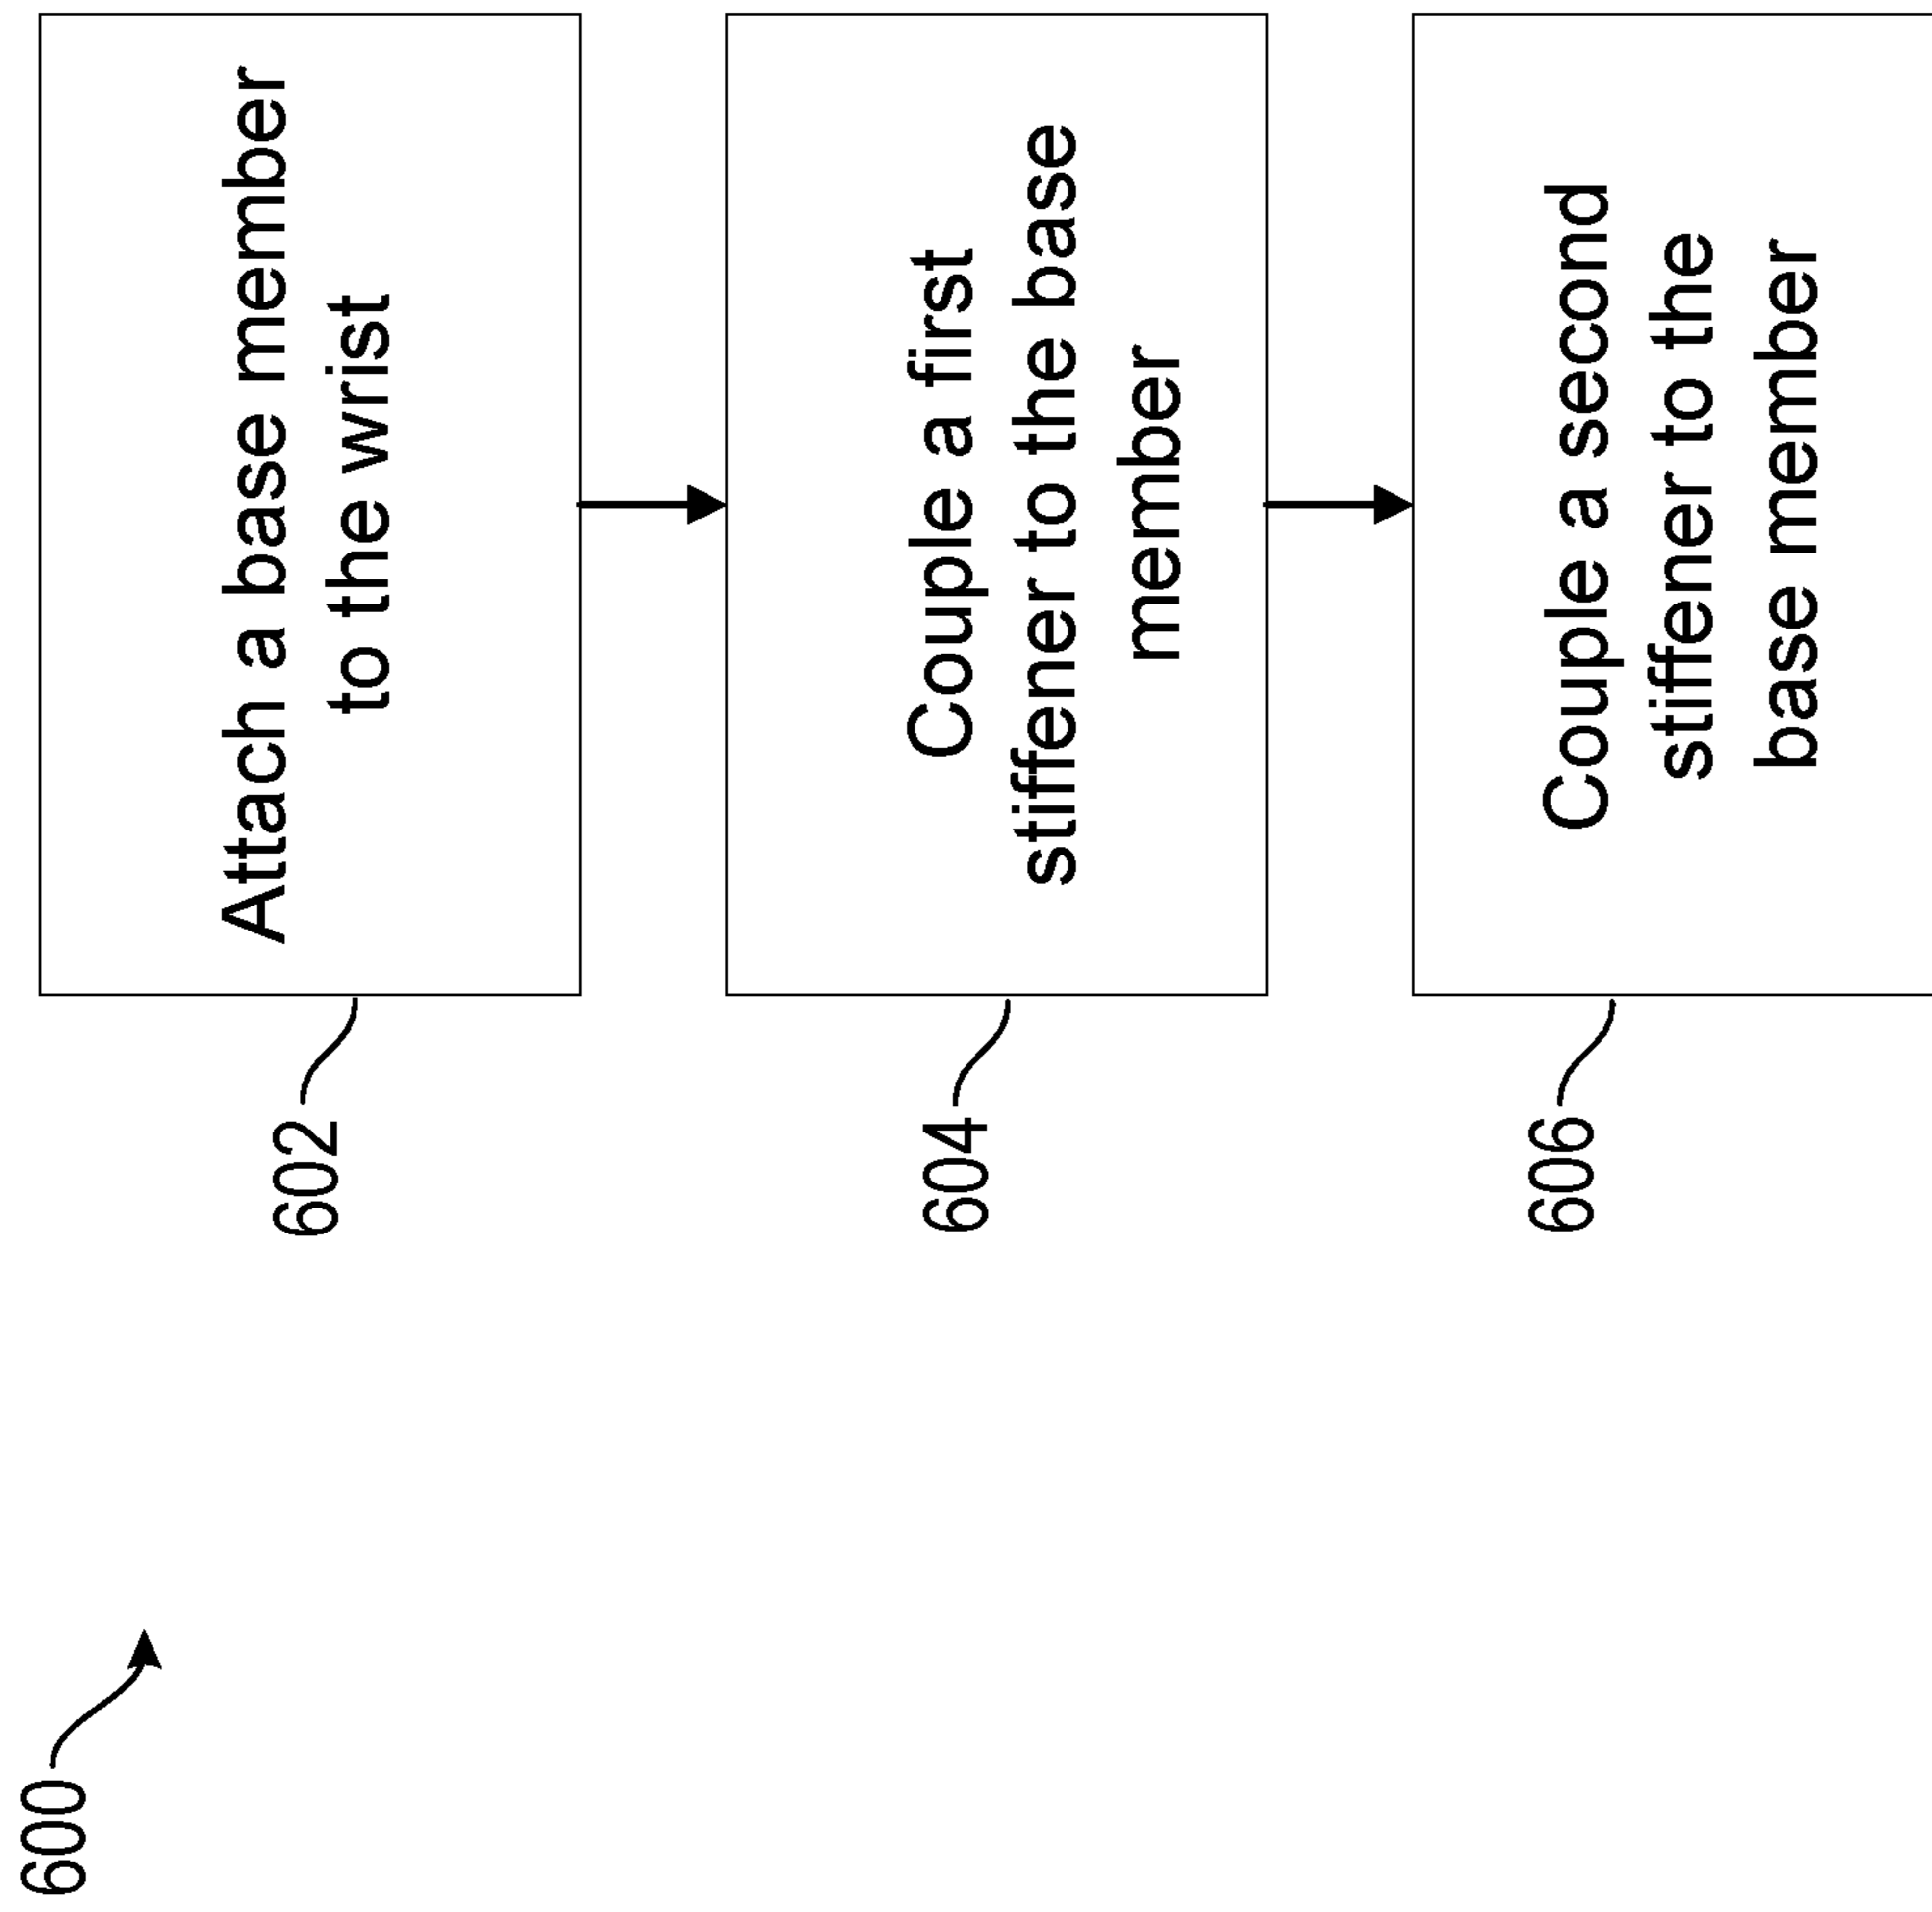 600
602
Attach a base member
to the wrist
604
Couple a first
stiffener to the base
member
606
Couple a second
stiffener to the
base member